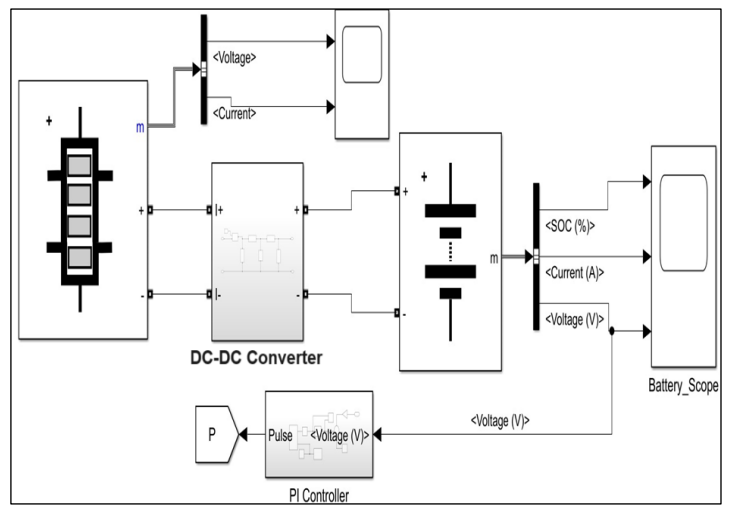 <Voltage>
<Current>
+
m
+
-
I+
I-
+
-
DC-DC Converter
+
+
-
m
<SOC (%)>
<Current (A)>
<Voltage (V)>
Battery_Scope
<Voltage (V)>
P
Pulse <Voltage (V)>
PI Controller